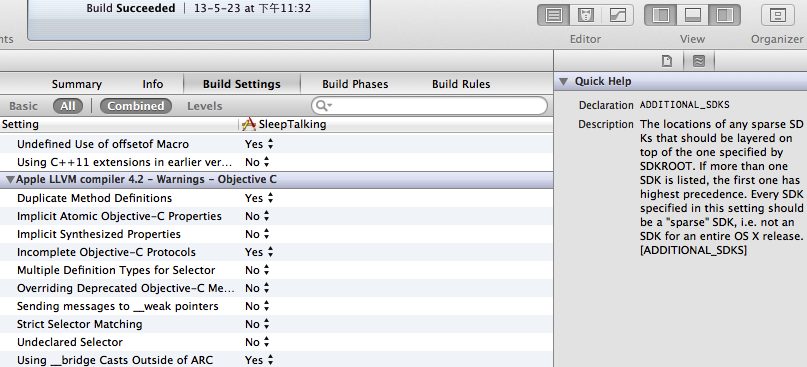 Build Succeeded | 13-5-23 at 下午11:32
nts
Editor
View
Organizer
Summary
Info
Build Settings
Build Phases
Build Rules
Basic
All
Combined
Levels
Setting
SleepTalking
Undefined Use of offsetof Macro
Yes
Using C++11 extensions in earlier ver...
No
Apple LLVM compiler 4.2 - Warnings - Objective C
Duplicate Method Definitions
Yes
Implicit Atomic Objective-C Properties
No
Implicit Synthesized Properties
No
Incomplete Objective-C Protocols
Yes
Multiple Definition Types for Selector
No
Overriding Deprecated Objective-C Me...
No
Sending messages to __weak pointers
No
Strict Selector Matching
No
Undeclared Selector
No
Using __bridge Casts Outside of ARC
Yes
Quick Help
Declaration ADDITIONAL_SDKS
Description The locations of any sparse SD
Ks that should be layered on
top of the one specified by
SDKROOT. If more than one
SDK is listed, the first one has
highest precedence. Every SDK
specified in this setting should
be a "sparse" SDK, i.e. not an
SDK for an entire OS X release.
[ADDITIONAL_SDKS]